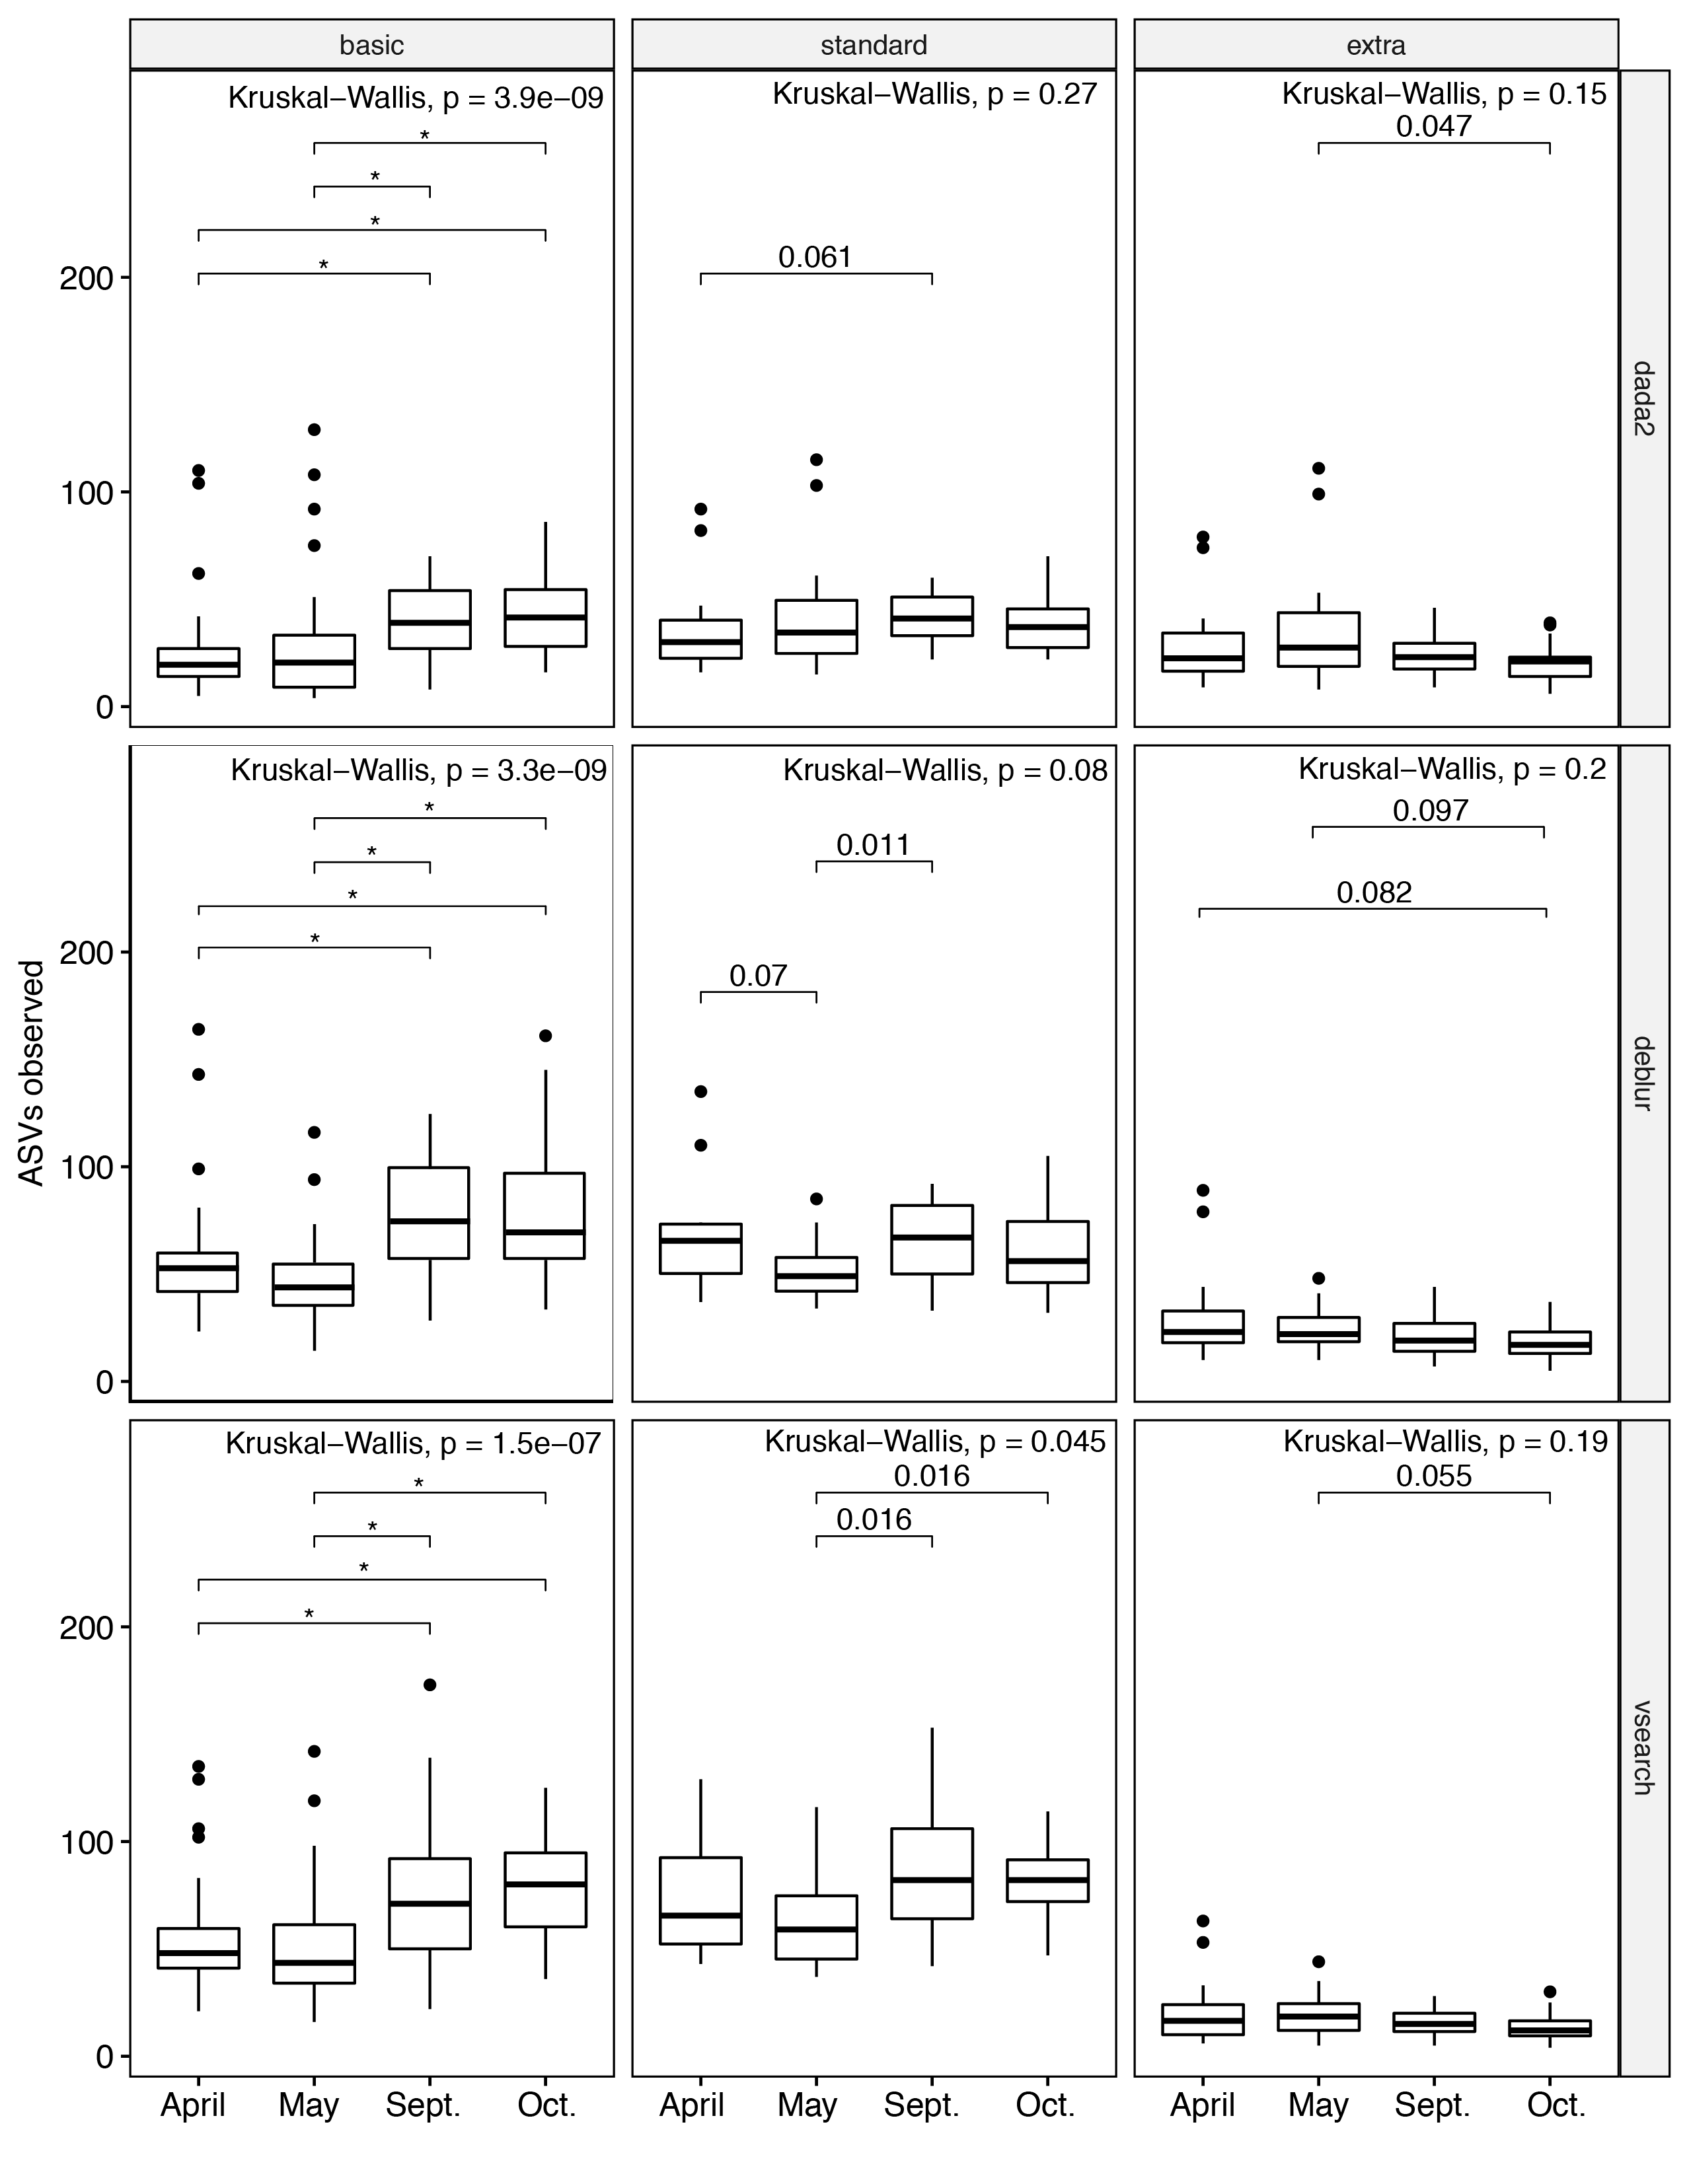 basic
standard
extra
Kruskal–Wallis, p = 3.9e–09
Kruskal–Wallis, p = 0.27
Kruskal–Wallis, p = 0.15
*
*
*
*
0.061
0.047
200
100
0
dada2
Kruskal–Wallis, p = 3.3e–09
Kruskal–Wallis, p = 0.08
Kruskal–Wallis, p = 0.2
*
*
*
*
0.011
0.07
0.097
0.082
200
100
0
ASVs observed
deblur
Kruskal–Wallis, p = 1.5e–07
Kruskal–Wallis, p = 0.045
Kruskal–Wallis, p = 0.19
*
*
*
*
0.016
0.016
0.055
200
100
0
vsearch
April May Sept. Oct.
April May Sept. Oct.
April May Sept. Oct.